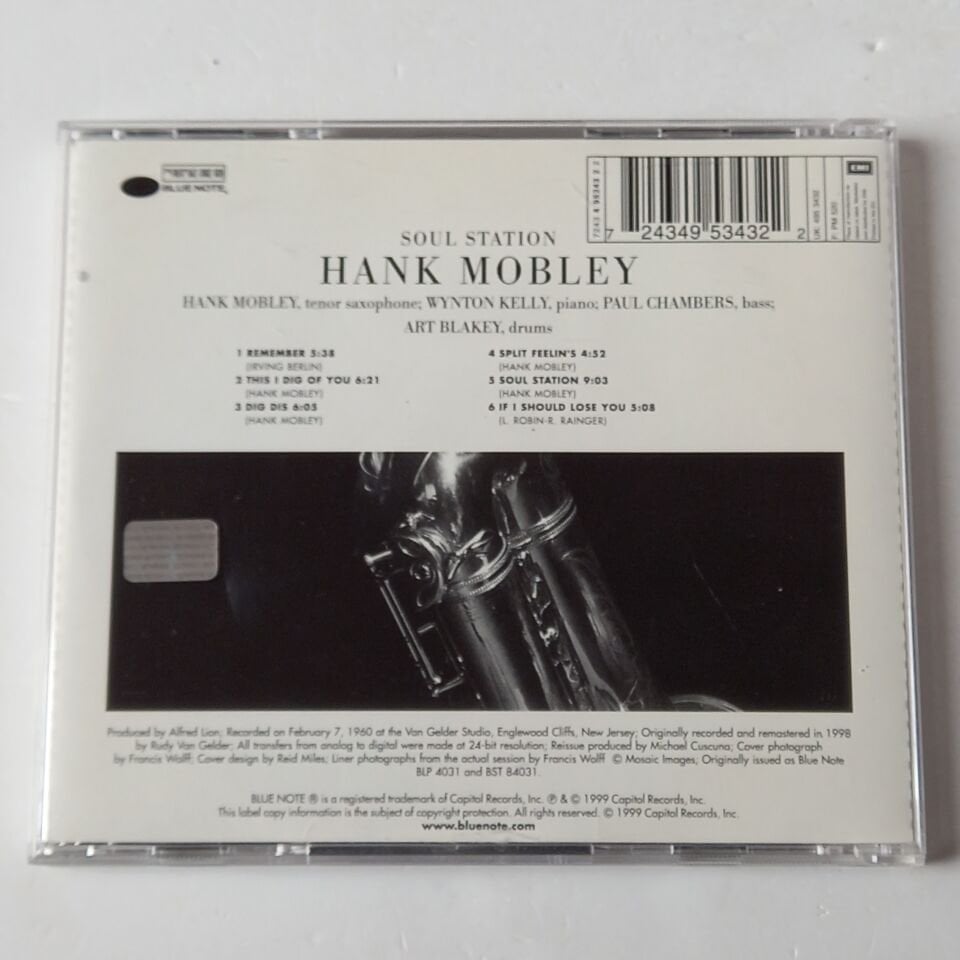 BLUE NOTE
SOUL STATION
HANK MOBLEY
HANK MOBLEY, tenor saxophone; WYNTON KELLY, piano; PAUL CHAMBERS, bass;
ART BLAKEY, drums
1 REMEMBER 5:38
(IRVING BERLIN)
2 THIS I DIG OF YOU 6:21
(HANK MOBLEY)
3 DIG DIS 6:05
(HANK MOBLEY)
4 SPLIT FEELIN'S 4:52
(HANK MOBLEY)
5 SOUL STATION 9:03
(HANK MOBLEY)
6 IF I SHOULD LOSE YOU 5:08
(L. ROBIN-R. RAINGER)
7 24349 53432 2
EMI
Produced by Alfred Lion; Recorded on February 7, 1960 at the Van Gelder Studio, Englewood Cliffs, New Jersey; Originally recorded and remastered in 1998
by Rudy Van Gelder; All transfers from analog to digital were made at 24-bit resolution; Reissue produced by Michael Cuscuna; Cover photograph
by Francis Wolff; Cover design by Reid Miles; Liner photographs from the actual session by Francis Wolff © Mosaic Images; Originally issued as Blue Note
BLP 4031 and BST 84031.
BLUE NOTE ® is a registered trademark of Capitol Records, Inc. ℗ & © 1999 Capitol Records, Inc.
This label copy information is the subject of copyright protection. All rights reserved. © 1999 Capitol Records, Inc.
www.bluenote.com